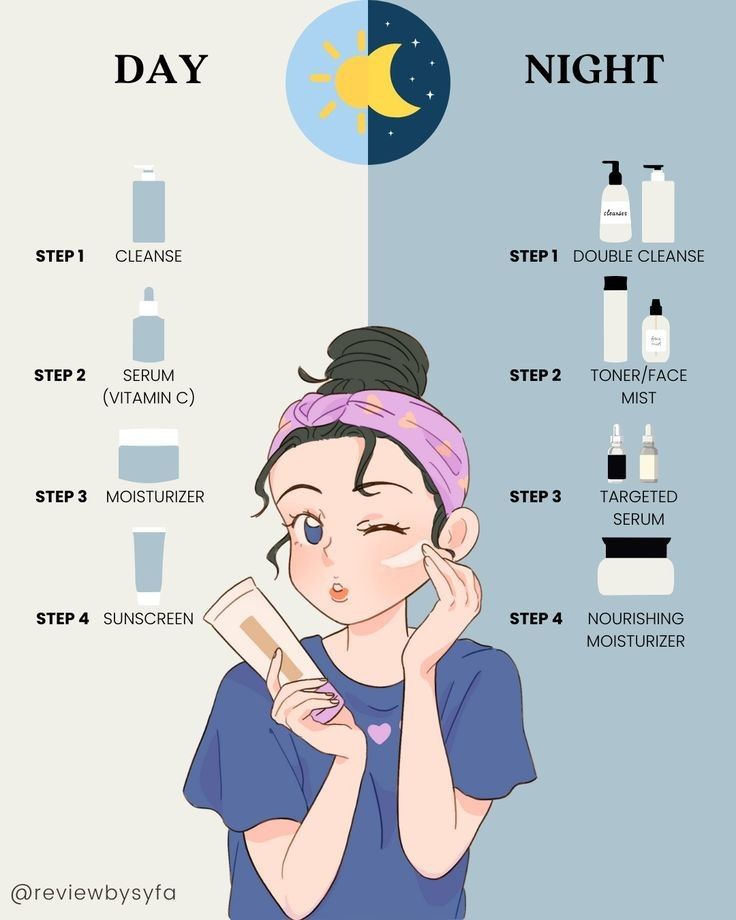 DAY
STEP 1 CLEANSE
STEP 2 SERUM
(VITAMIN C)
STEP 3 MOISTURIZER
STEP 4 SUNSCREEN
NIGHT
cleanser
STEP 1 DOUBLE CLEANSE
STEP 2 TONER/FACE
MIST
STEP 3 TARGETED
SERUM
STEP 4 NOURISHING
MOISTURIZER
@reviewbysyfa